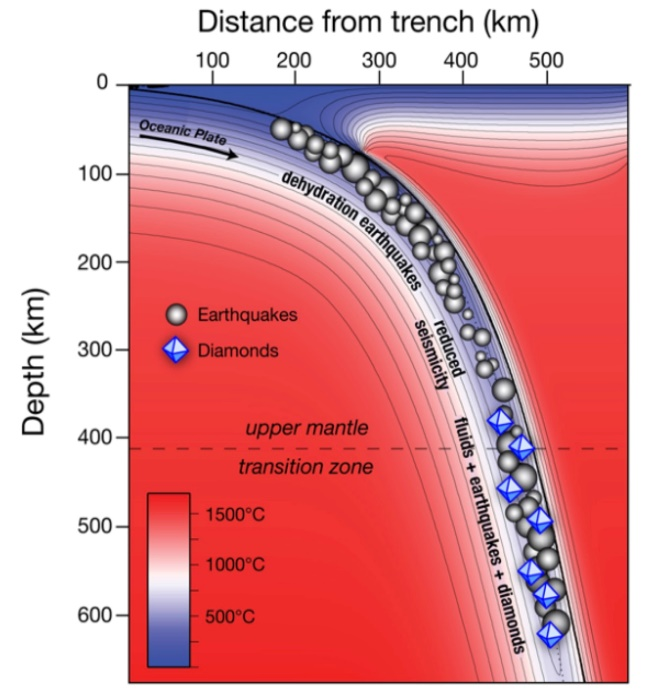 Distance from trench (km)
100 200 300 400 500
Depth (km)
0
100
200
300
400
500
600
Oceanic Plate
dehydration earthquakes
reduced
seismicity
fluids + earthquakes + diamonds
Earthquakes
Diamonds
upper mantle
transition zone
1500°C
1000°C
500°C